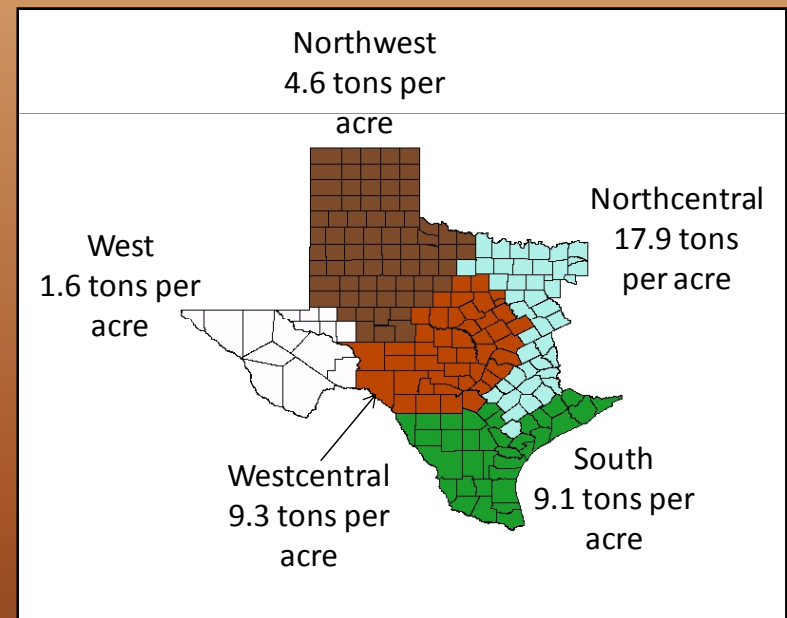 Northwest
4.6 tons per
acre
Northcentral
17.9 tons
per acre
West
1.6 tons per
acre
Westcentral
9.3 tons per
acre
South
9.1 tons per
acre